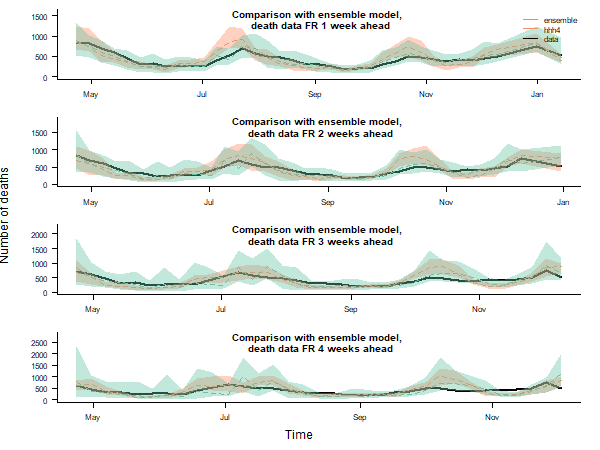 Comparison with ensemble model,
death data FR 1 week ahead
ensemble
hhh4
data
1500
1000
500
0
May
Jul
Sep
Nov
Jan
Comparison with ensemble model,
death data FR 2 weeks ahead
1500
1000
500
0
May
Jul
Sep
Nov
Jan
Number of deaths
Comparison with ensemble model,
death data FR 3 weeks ahead
2000
1500
1000
500
0
May
Jul
Sep
Nov
Comparison with ensemble model,
death data FR 4 weeks ahead
2500
2000
1500
1000
500
0
May
Jul
Sep
Nov
Time